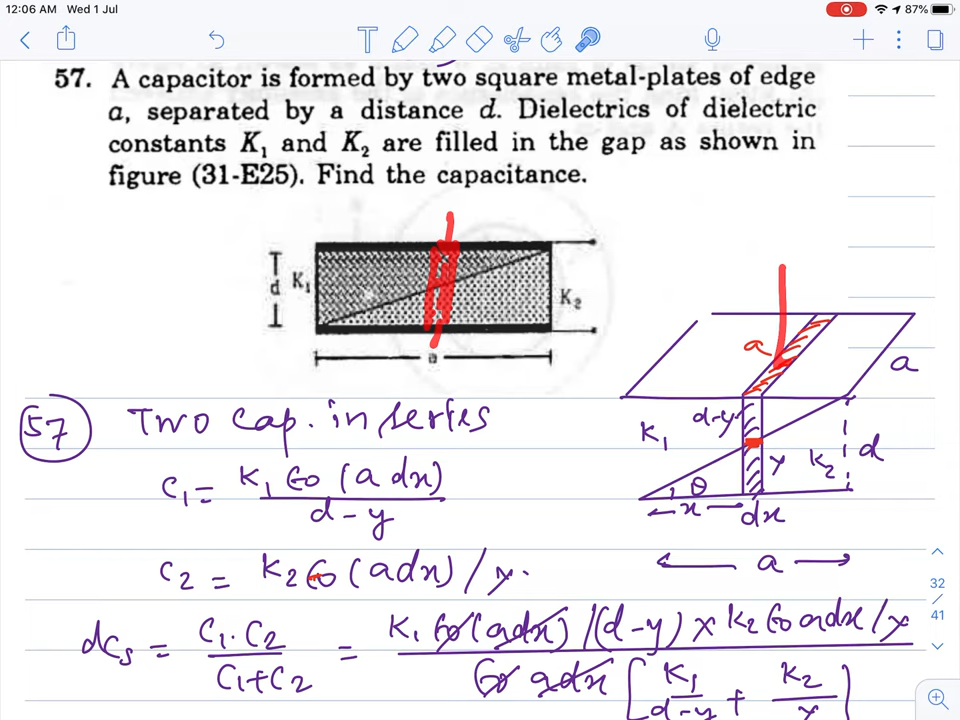 12:06 AM Wed 1 Jul
87%
57. A capacitor is formed by two square metal-plates of edge
a, separated by a distance d. Dielectrics of dielectric
constants K₁ and K₂ are filled in the gap as shown in
figure (31-E25). Find the capacitance.
d K₁
K₂
a
a
a
d-y
K₁
y K₂ d
θ
x dx
a
57 Two Cap. in series
C₁ = K₁ ϵ₀ (a dx) / d-y
C₂ = K₂ ϵ₀ (a dx) / y.
dCₛ = C₁·C₂ / C₁+C₂ = K₁ ϵ₀ (a dx) / (d-y) × K₂ ϵ₀ a dx / y
ϵ₀ a dx [ K₁ / d-y + K₂ / y ]
32
41